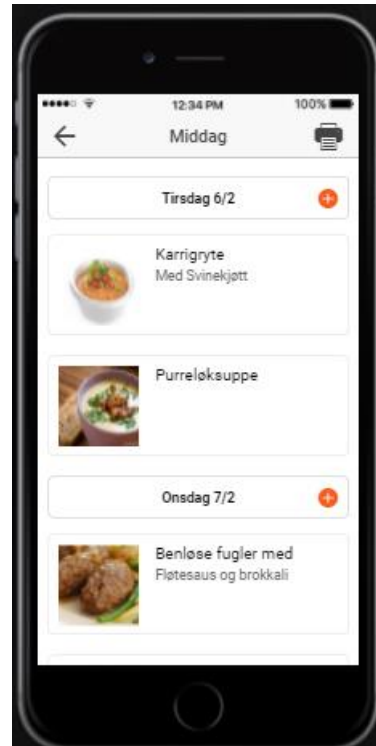 12:34 PM 100%
Middag
Tirsdag 6/2
Karrigryte
Med Svinekjøtt
Purreløksuppe
Onsdag 7/2
Benløse fugler med
Fløtesaus og brokkali